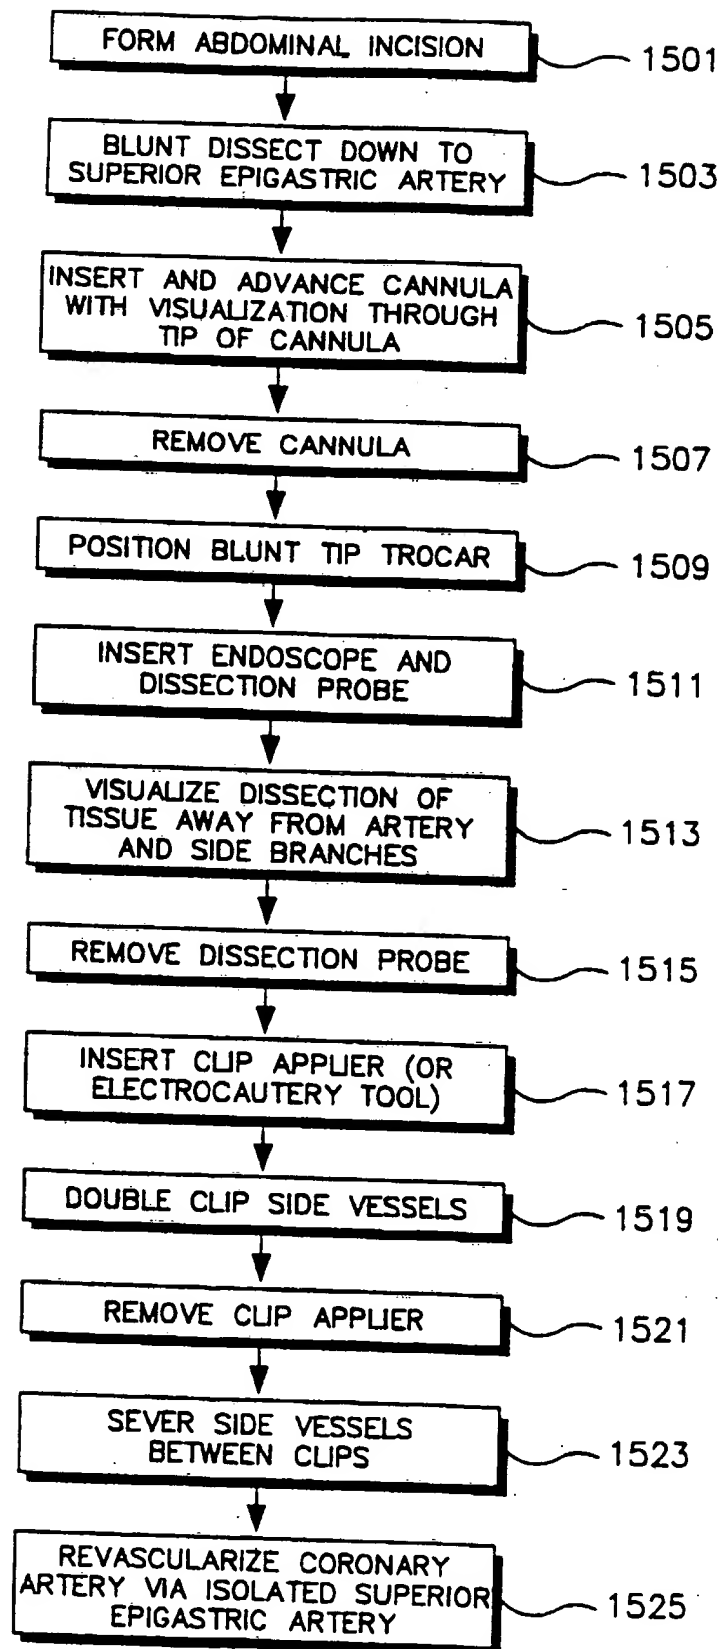 FORM ABDOMINAL INCISION
1501
BLUNT DISSECT DOWN TO
SUPERIOR EPIGASTRIC ARTERY
1503
INSERT AND ADVANCE CANNULA
WITH VISUALIZATION THROUGH
TIP OF CANNULA
1505
REMOVE CANNULA
1507
POSITION BLUNT TIP TROCAR
1509
INSERT ENDOSCOPE AND
DISSECTION PROBE
1511
VISUALIZE DISSECTION OF
TISSUE AWAY FROM ARTERY
AND SIDE BRANCHES
1513
REMOVE DISSECTION PROBE
1515
INSERT CLIP APPLIER (OR
ELECTROCAUTERY TOOL)
1517
DOUBLE CLIP SIDE VESSELS
1519
REMOVE CLIP APPLIER
1521
SEVER SIDE VESSELS
BETWEEN CLIPS
1523
REVASCULARIZE CORONARY
ARTERY VIA ISOLATED SUPERIOR
EPIGASTRIC ARTERY
1525